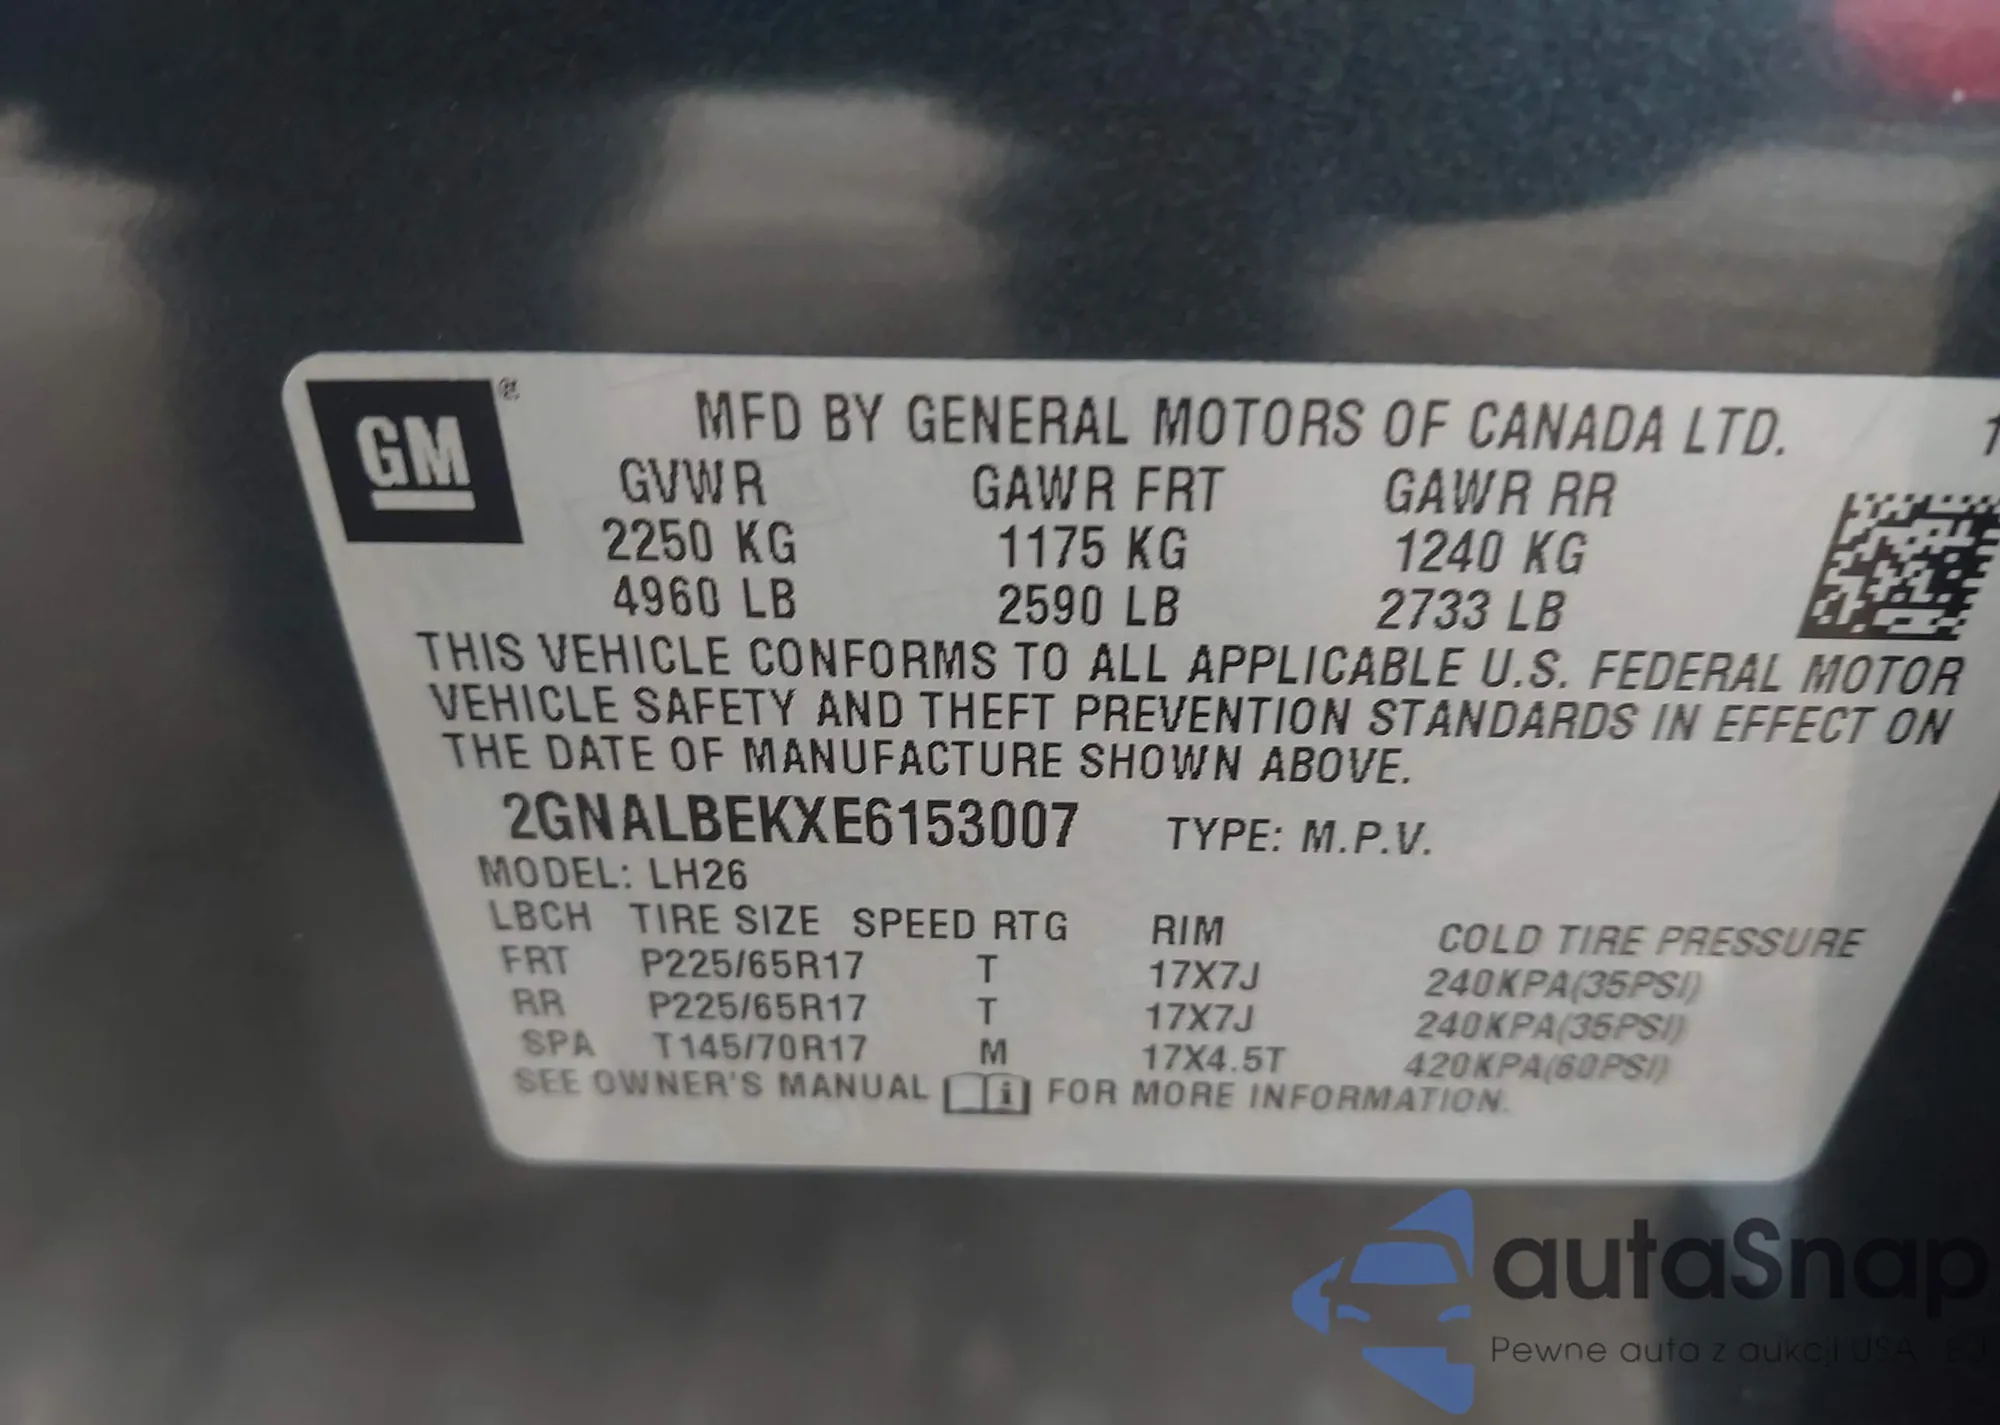 GM ®
MFD BY GENERAL MOTORS OF CANADA LTD.
GVWR GAWR FRT GAWR RR
2250 KG 1175 KG 1240 KG
4960 LB 2590 LB 2733 LB
THIS VEHICLE CONFORMS TO ALL APPLICABLE U.S. FEDERAL MOTOR
VEHICLE SAFETY AND THEFT PREVENTION STANDARDS IN EFFECT ON
THE DATE OF MANUFACTURE SHOWN ABOVE.
2GNALBEKXE6153007 TYPE: M.P.V.
MODEL: LH26
LBCH TIRE SIZE SPEED RTG RIM COLD TIRE PRESSURE
FRT P225/65R17 T 17X7J 240KPA(35PSI)
RR P225/65R17 T 17X7J 240KPA(35PSI)
SPA T145/70R17 M 17X4.5T 420KPA(60PSI)
SEE OWNER'S MANUAL i FOR MORE INFORMATION.
autaSnap
Pewne auta z aukcji USA